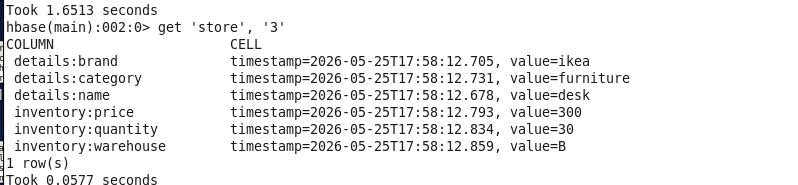 Took 1.6513 seconds
hbase(main):002:0> get 'store', '3'
COLUMN                      CELL
 details:brand              timestamp=2026-05-25T17:58:12.705, value=ikea
 details:category           timestamp=2026-05-25T17:58:12.731, value=furniture
 details:name               timestamp=2026-05-25T17:58:12.678, value=desk
 inventory:price            timestamp=2026-05-25T17:58:12.793, value=300
 inventory:quantity         timestamp=2026-05-25T17:58:12.834, value=30
 inventory:warehouse        timestamp=2026-05-25T17:58:12.859, value=B
1 row(s)
Took 0.0577 seconds